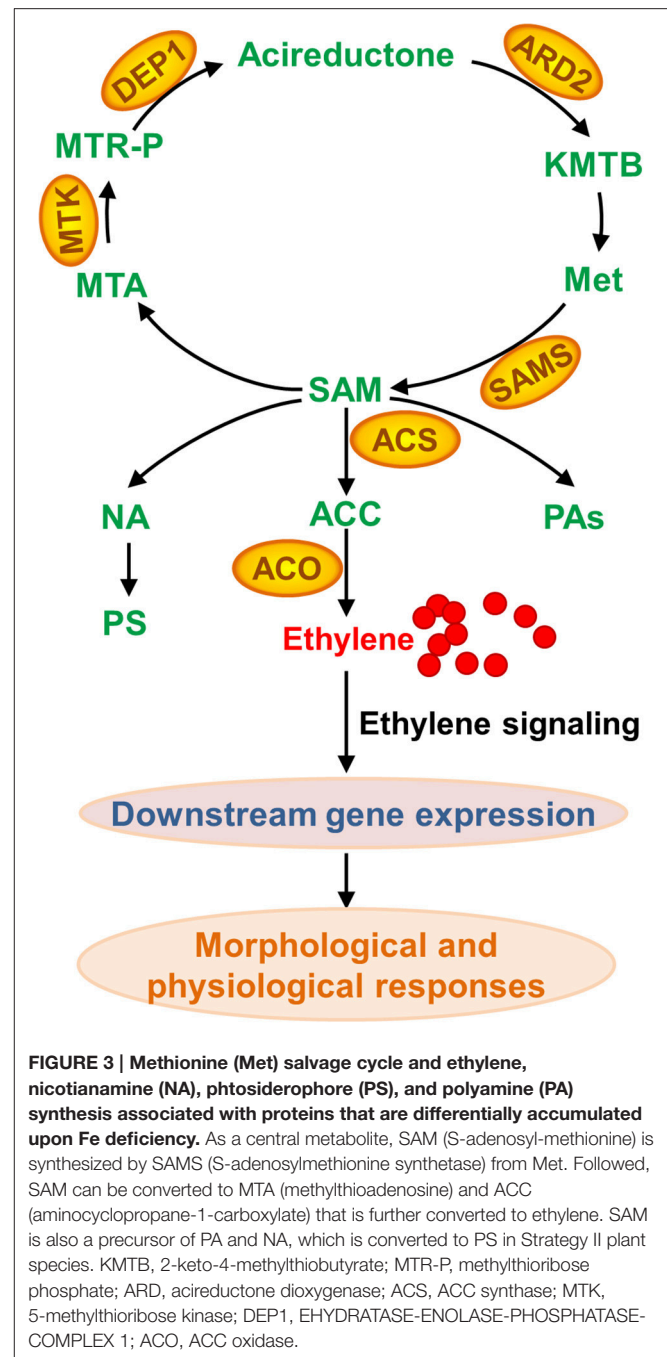 DEP1
Acireductone
ARD2
MTR-P
KMTB
MTK
MTA
Met
SAMS
SAM
ACS
NA
ACC
PAs
ACO
PS
Ethylene
Ethylene signaling
Downstream gene expression
Morphological and
physiological responses
FIGURE 3 | Methionine (Met) salvage cycle and ethylene,
nicotianamine (NA), phtosiderophore (PS), and polyamine (PA)
synthesis associated with proteins that are differentially accumulated
upon Fe deficiency. As a central metabolite, SAM (S-adenosyl-methionine) is
synthesized by SAMS (S-adenosylmethionine synthetase) from Met. Followed,
SAM can be converted to MTA (methylthioadenosine) and ACC
(aminocyclopropane-1-carboxylate) that is further converted to ethylene. SAM
is also a precursor of PA and NA, which is converted to PS in Strategy II plant
species. KMTB, 2-keto-4-methylthiobutyrate; MTR-P, methylthioribose
phosphate; ARD, acireductone dioxygenase; ACS, ACC synthase; MTK,
5-methylthioribose kinase; DEP1, EHYDRATASE-ENOLASE-PHOSPHATASE-
COMPLEX 1; ACO, ACC oxidase.